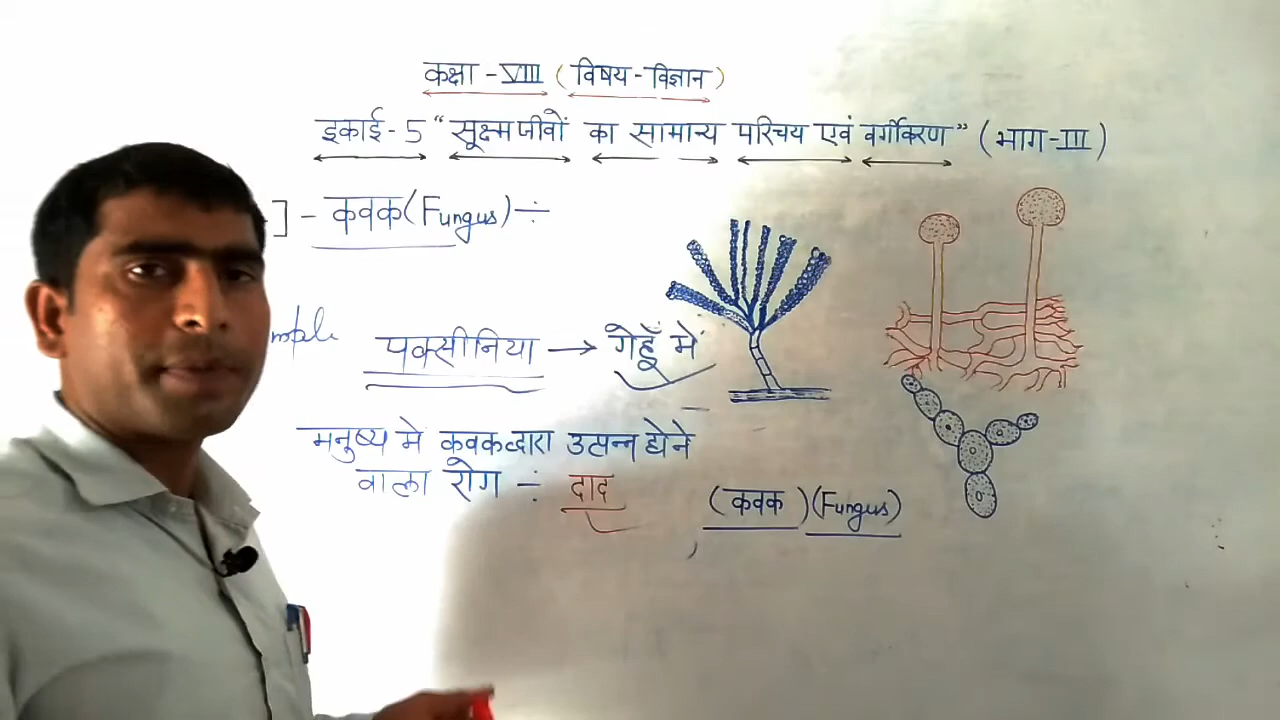 कक्षा - VIII (विषय - विज्ञान)
इकाई - 5 “सूक्ष्मजीवों का सामान्य परिचय एवं वर्गीकरण” (भाग - III)
] - कवक (Fungus) ÷
mple
पक्सीनिया → गेहूँ में
मनुष्य मे कवक द्वारा उत्पन्न होने
वाला रोग ÷ दाद
(कवक) (Fungus)